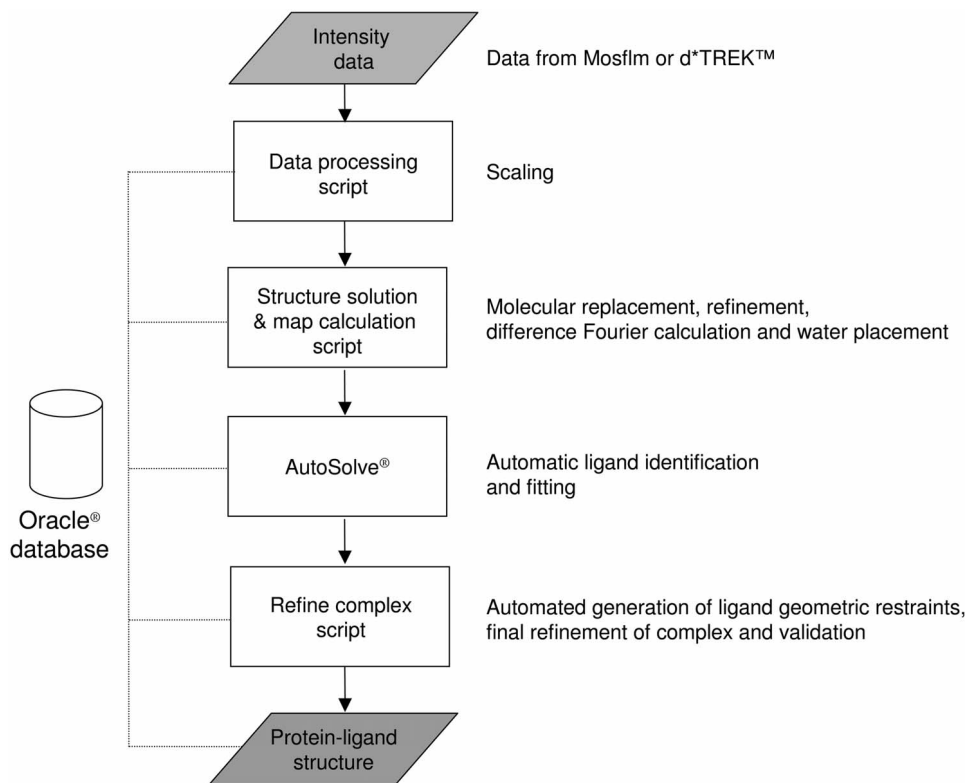 Intensity
data
Data from Mosflm or d*TREK™
Data processing
script
Scaling
Structure solution
& map calculation
script
Molecular replacement, refinement,
difference Fourier calculation and water placement
AutoSolve®
Automatic ligand identification
and fitting
Oracle®
database
Refine complex
script
Automated generation of ligand geometric restraints,
final refinement of complex and validation
Protein-ligand
structure